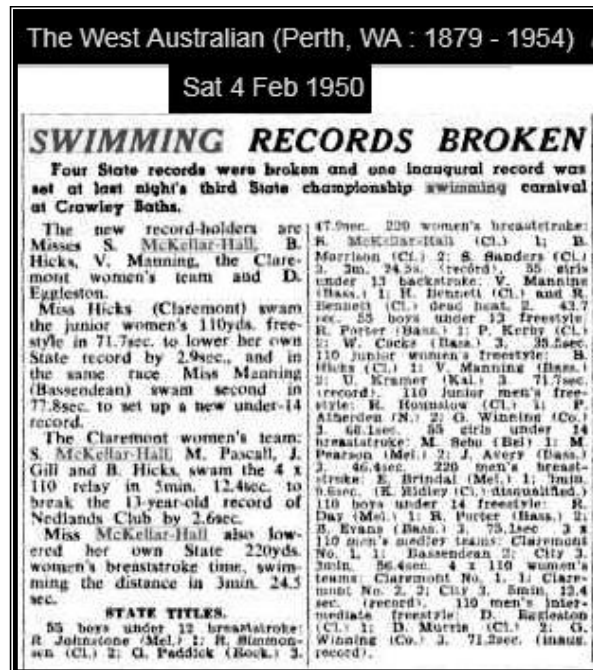 The West Australian (Perth, WA : 1879 - 1954)
Sat 4 Feb 1950
SWIMMING RECORDS BROKEN
Four State records were broken and one inaugural record was
set at last night's third State championship swimming carnival
at Crawley Baths.
The new record-holders are
Misses S. McKellar-Hall, B.
Hicks, V. Manning, the Clare-
mont women's team and D.
Eggleston.
Miss Hicks (Claremont) swam
the junior women's 110yds. free-
style in 71.7sec. to lower her own
State record by 2.9sec., and in
the same race Miss Manning
(Bassendean) swam second in
77.8sec. to set up a new under-14
record.
The Claremont women's team:
S. McKellar-Hall, M. Pascall, J.
Gill and B. Hicks, swam the 4 x
110 relay in 5min. 12.4sec. to
break the 13-year-old record of
Nedlands Club by 2.6sec.
Miss McKellar-Hall also low-
ered her own State 220yds.
women's breaststroke time, swim-
ming the distance in 3min. 24.5
sec.
STATE TITLES.
55 boys under 12 breaststroke:
R Johnstone (Mel.) 1; R.
(Cl.) 2; G. Paddick (Rock.) 3.
47.9sec. 220 women's breaststroke:
S. McKellar-Hall (Cl.) 1; B.
Morrison (Cl.) 2; S. Sanders (Cl.)
3. 3m. 24.5s. (record). 55 girls
under 13 backstroke: V. Manning
(Bass.) 1; H. Bennett (Cl.) and R.
Bennett (Cl.) dead heat, 2. 43.7
sec. 55 boys under 13 freestyle:
R. Porter (Bass.) 1; P. Kerby (Cl.)
2; W. Cocks (Bass.) 3. 35.5sec.
110 junior women's freestyle: B.
Hicks (Cl.) 1; V. Manning (Bass.)
2; U. Kramer (Kal.) 3. 71.7sec.
(record). 110 junior men's free-
style: R. Hounslow (Cl.) 1; P.
Atherden (N.) 2; G. Winning (Co.)
3. 68.1sec. 55 girls under 14
breaststroke: M. Sebo (Bel) 1; M.
Pearson (Mel.) 2; J. Avery (Bass.)
3. 46.4sec. 220 men's breast-
stroke: E. Brindal (Mel.) 1; 3min.
9.6sec. (K. Ridley (Cl.) disqualified.)
110 boys under 14 freestyle: R.
Day (Mel.) 1; R. Porter (Bass.) 2;
B. Evans (Bass.) 3. 75.1sec 3 x
110 men's medley teams: Claremont
No. 1, 1; Bassendean 2; City 3.
3min. 56.4sec. 4 x 110 women's
teams: Claremont No. 1, 1; Clare-
mont No. 2, 2; City 3. 5min. 12.4
sec. (record). 110 men's inter-
mediate freestyle: D. Eggleston
(Cl.) 1; D. Morris (Cl.) 2; G.
Winning (Co.) 3. 71.2sec. (inaug.
record).